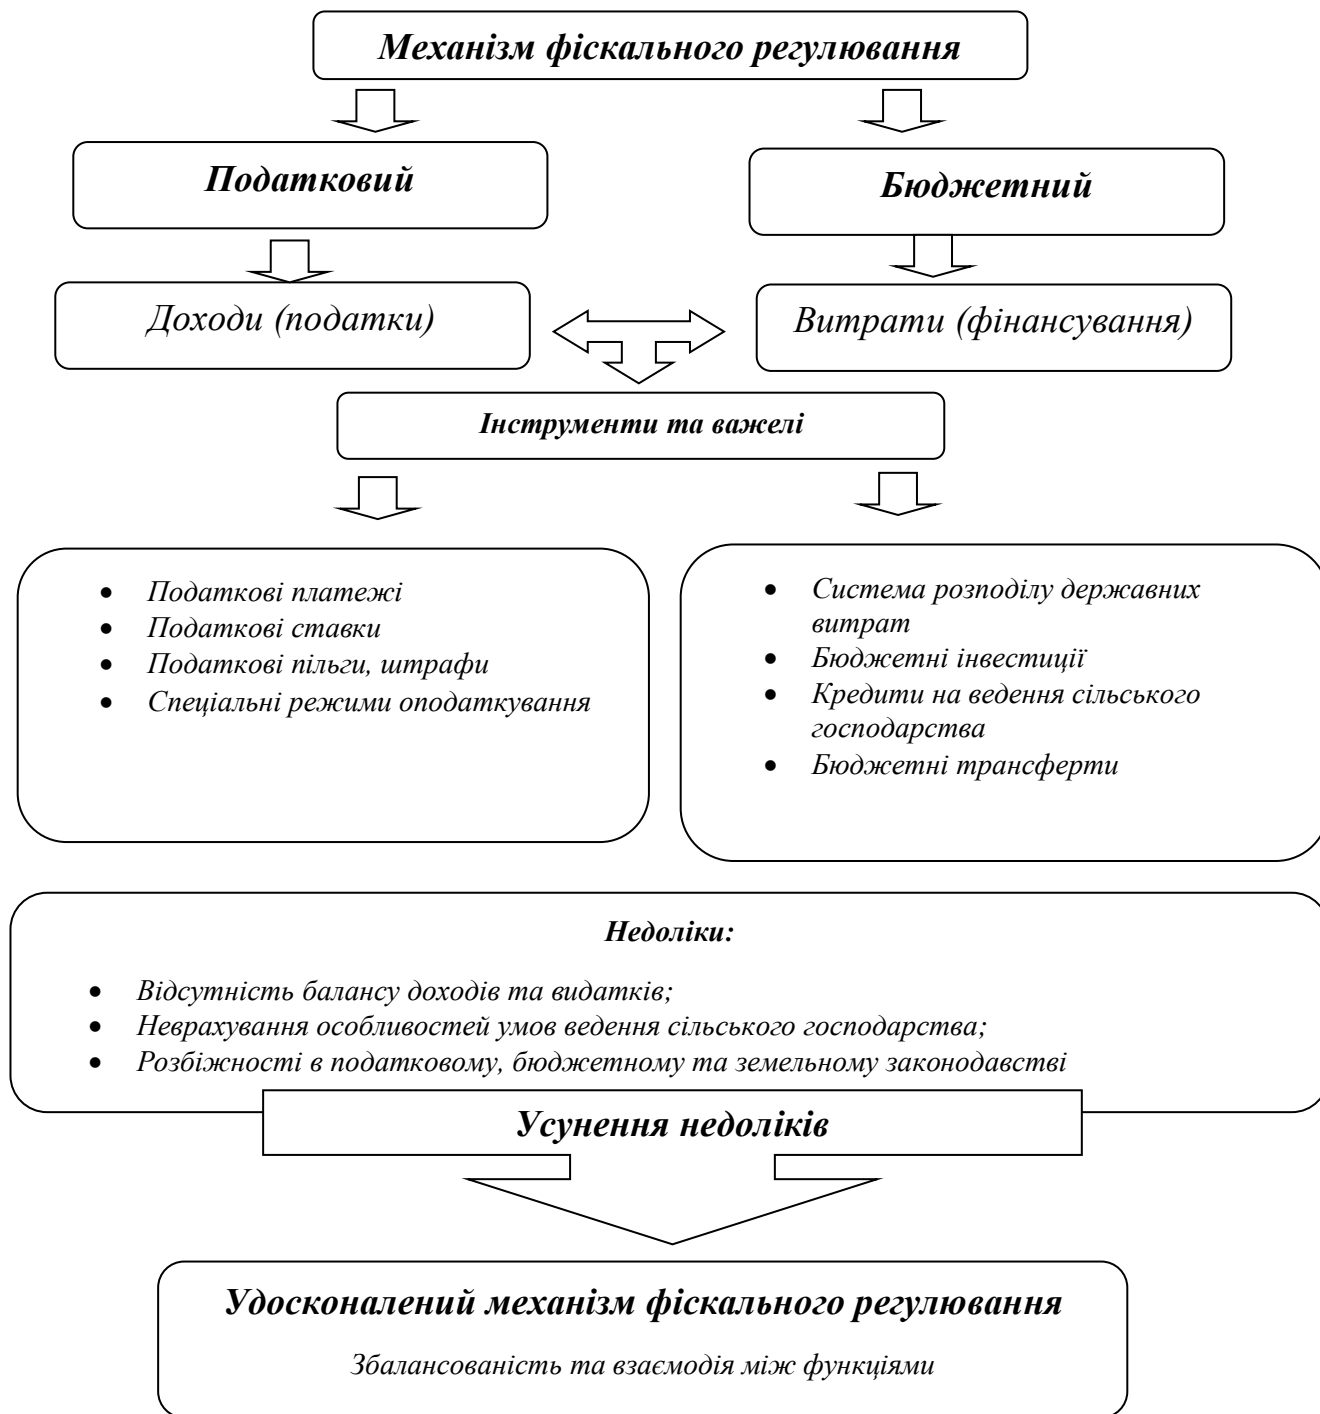 Механізм фіскального регулювання
Податковий
Бюджетний
Доходи (податки)
Витрати (фінансування)
Інструменти та важелі
• Податкові платежі
• Податкові ставки
• Податкові пільги, штрафи
• Спеціальні режими оподаткування
• Система розподілу державних
витрат
• Бюджетні інвестиції
• Кредити на ведення сільського
господарства
• Бюджетні трансферти
Недоліки:
• Відсутність балансу доходів та видатків;
• Неврахування особливостей умов ведення сільського господарства;
• Розбіжності в податковому, бюджетному та земельному законодавстві
Усунення недоліків
Удосконалений механізм фіскального регулювання
Збалансованість та взаємодія між функціями